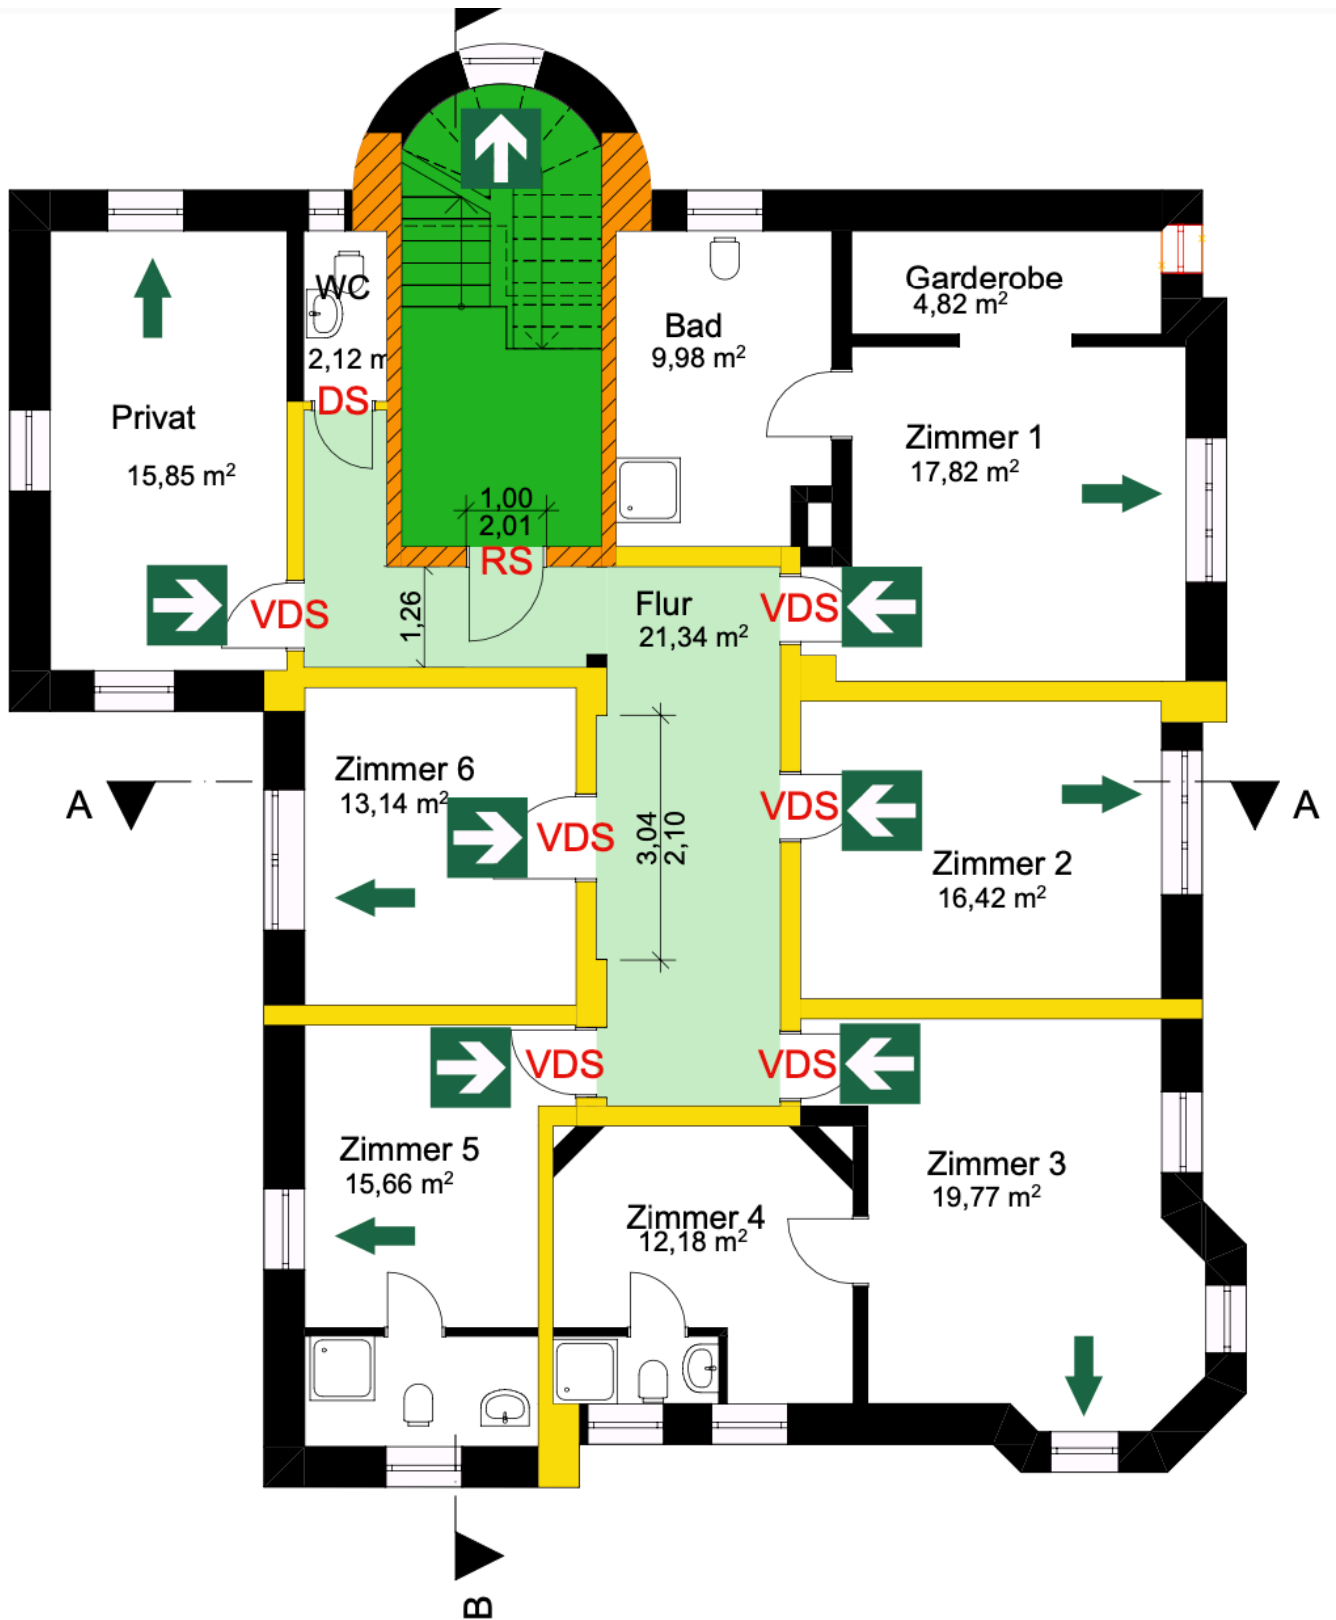 WC
2,12 m
DS
Bad
9,98 m²
Garderobe
4,82 m²
Privat
15,85 m²
Zimmer 1
17,82 m²
1,00
2,01
RS
VDS
1,26
Flur
21,34 m²
VDS
A
Zimmer 6
13,14 m²
VDS
3,04
2,10
VDS
Zimmer 2
16,42 m²
A
VDS
VDS
Zimmer 5
15,66 m²
Zimmer 4
12,18 m²
Zimmer 3
19,77 m²
B